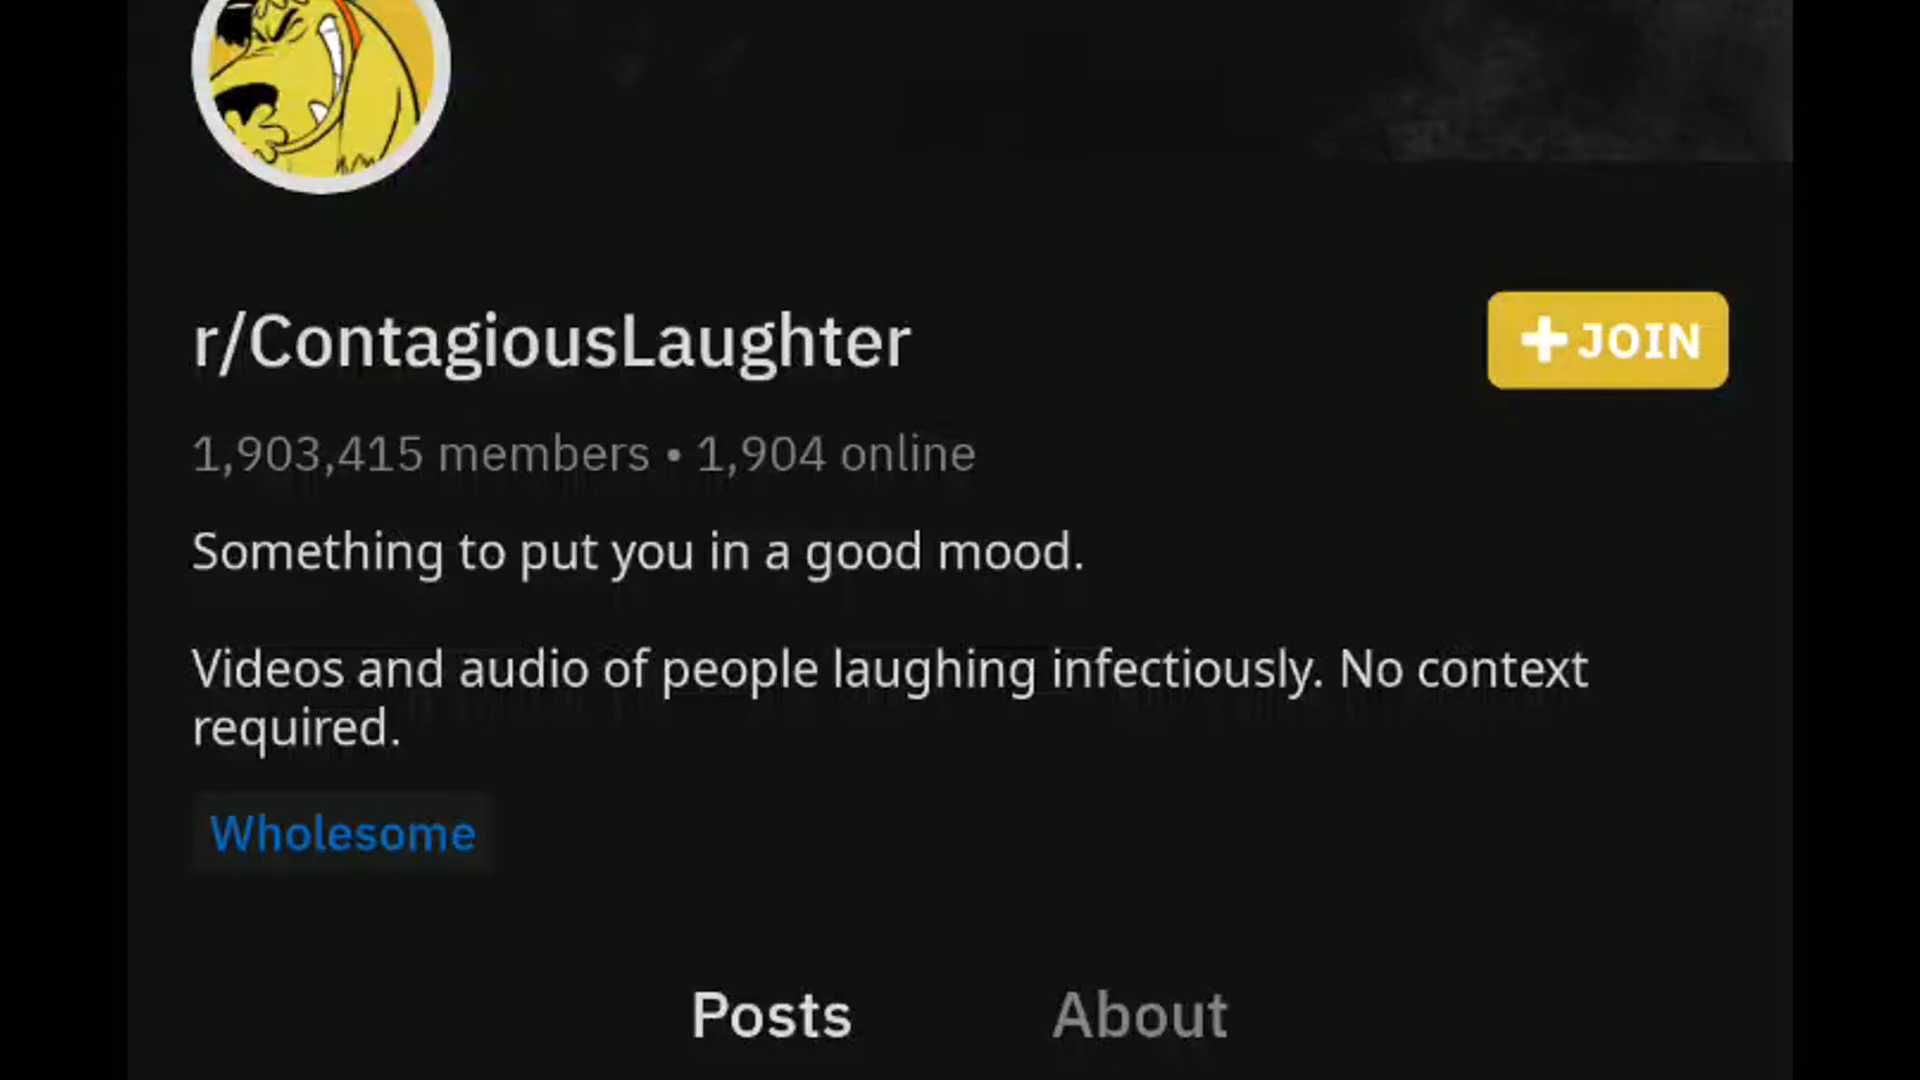 r/ContagiousLaughter
+JOIN
1,903,415 members • 1,904 online
Something to put you in a good mood.
Videos and audio of people laughing infectiously. No context
required.
Wholesome
Posts About